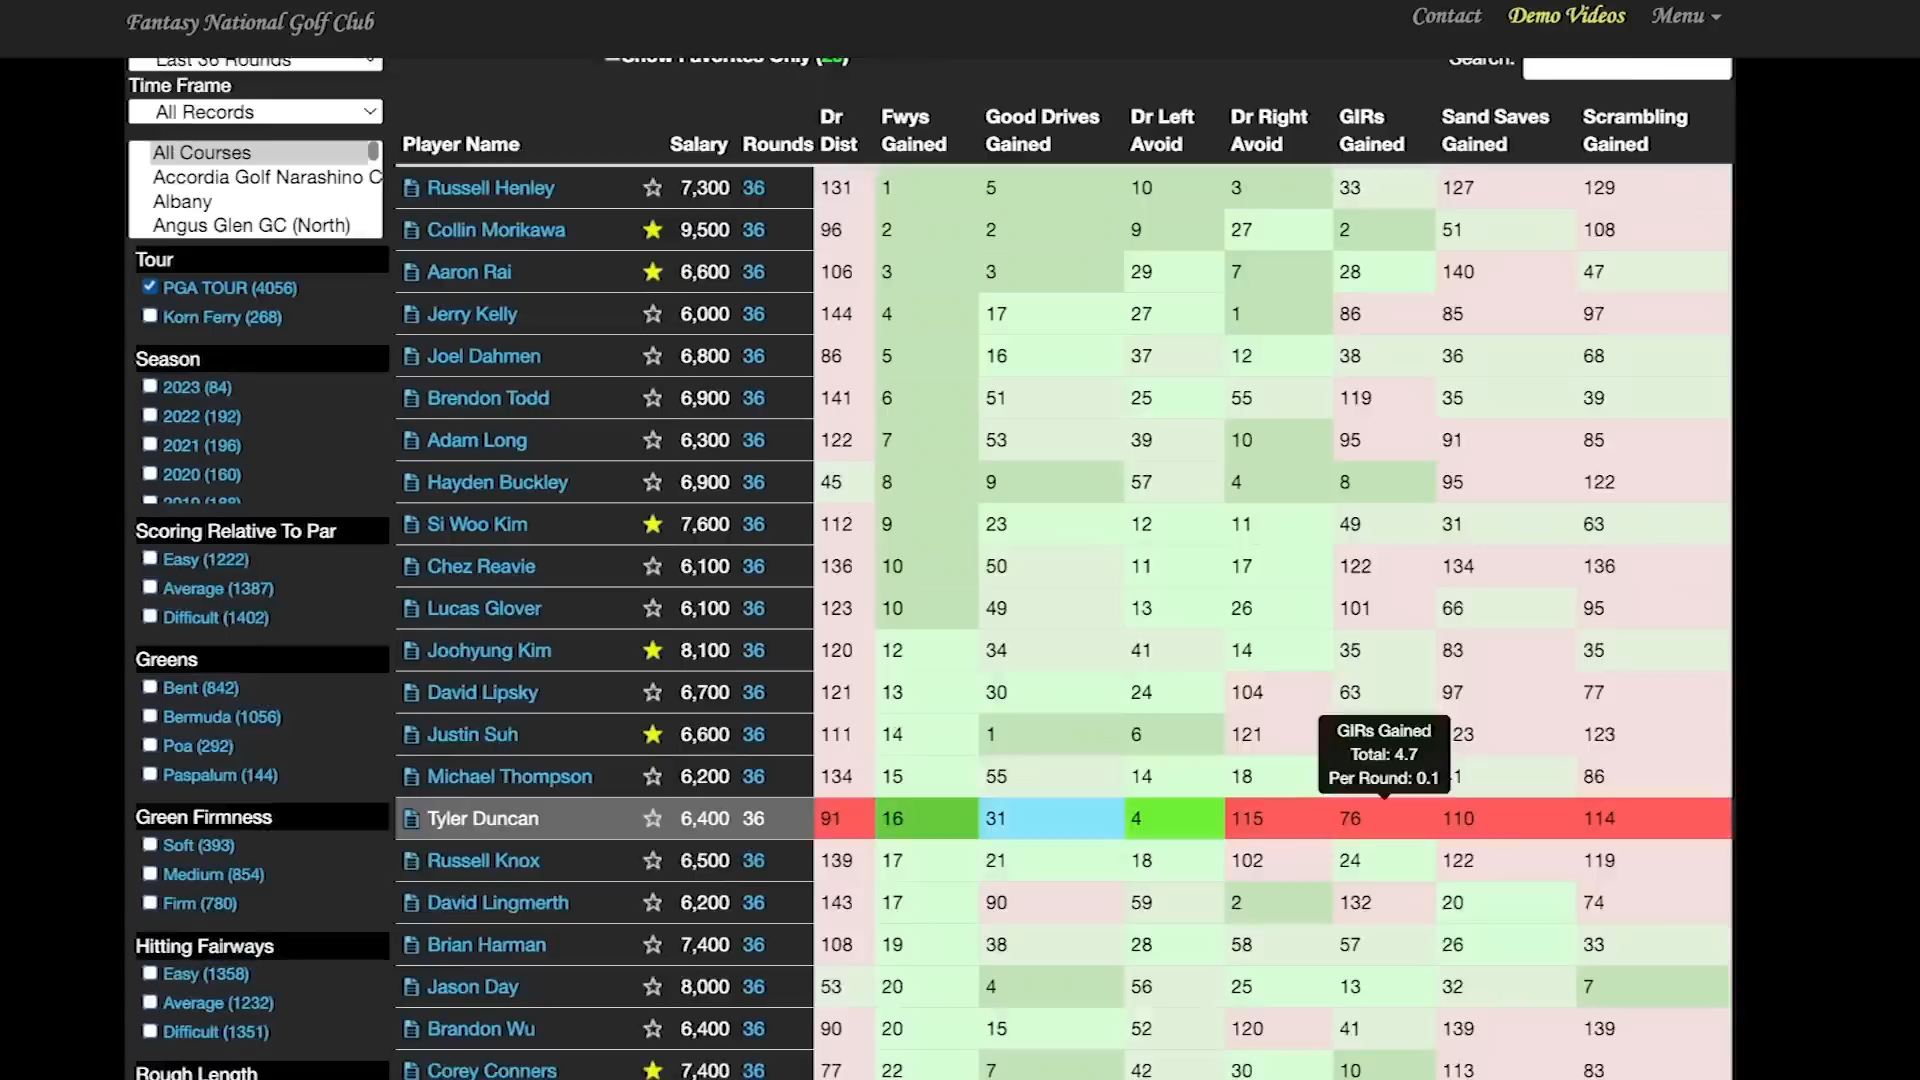 Fantasy National Golf Club
Contact Demo Videos Menu
Last 36 Rounds
Show Favorites Only
Search:
Time Frame
All Records
All Courses
Accordia Golf Narashino C
Albany
Angus Glen GC (North)
Tour
PGA TOUR (4056)
Korn Ferry (268)
Season
2023 (84)
2022 (192)
2021 (196)
2020 (160)
2019 (188)
Scoring Relative To Par
Easy (1222)
Average (1387)
Difficult (1402)
Greens
Bent (842)
Bermuda (1056)
Poa (292)
Paspalum (144)
Green Firmness
Soft (393)
Medium (854)
Firm (780)
Hitting Fairways
Easy (1358)
Average (1232)
Difficult (1351)
Rough Length
Dr Fwys Good Drives Dr Left Dr Right GIRs Sand Saves Scrambling
Player Name Salary Rounds Dist Gained Gained Avoid Avoid Gained Gained Gained
Russell Henley 7,300 36 131 1 5 10 3 33 127 129
Collin Morikawa 9,500 36 96 2 2 9 27 2 51 108
Aaron Rai 6,600 36 106 3 3 29 7 28 140 47
Jerry Kelly 6,000 36 144 4 17 27 1 86 85 97
Joel Dahmen 6,800 36 86 5 16 37 12 38 36 68
Brendon Todd 6,900 36 141 6 51 25 55 119 35 39
Adam Long 6,300 36 122 7 53 39 10 95 91 85
Hayden Buckley 6,900 36 45 8 9 57 4 8 95 122
Si Woo Kim 7,600 36 112 9 23 12 11 49 31 63
Chez Reavie 6,100 36 136 10 50 11 17 122 134 136
Lucas Glover 6,100 36 123 10 49 13 26 101 66 95
Joohyung Kim 8,100 36 120 12 34 41 14 35 83 35
David Lipsky 6,700 36 121 13 30 24 104 63 97 77
Justin Suh 6,600 36 111 14 1 6 121 23 123
Michael Thompson 6,200 36 134 15 55 14 18 1 86
GIRs Gained
Total: 4.7
Per Round: 0.1
Tyler Duncan 6,400 36 91 16 31 4 115 76 110 114
Russell Knox 6,500 36 139 17 21 18 102 24 122 119
David Lingmerth 6,200 36 143 17 90 59 2 132 20 74
Brian Harman 7,400 36 108 19 38 28 58 57 26 33
Jason Day 8,000 36 53 20 4 56 25 13 32 7
Brandon Wu 6,400 36 90 20 15 52 120 41 139 139
Corey Conners 7,400 36 77 22 7 42 30 10 113 83